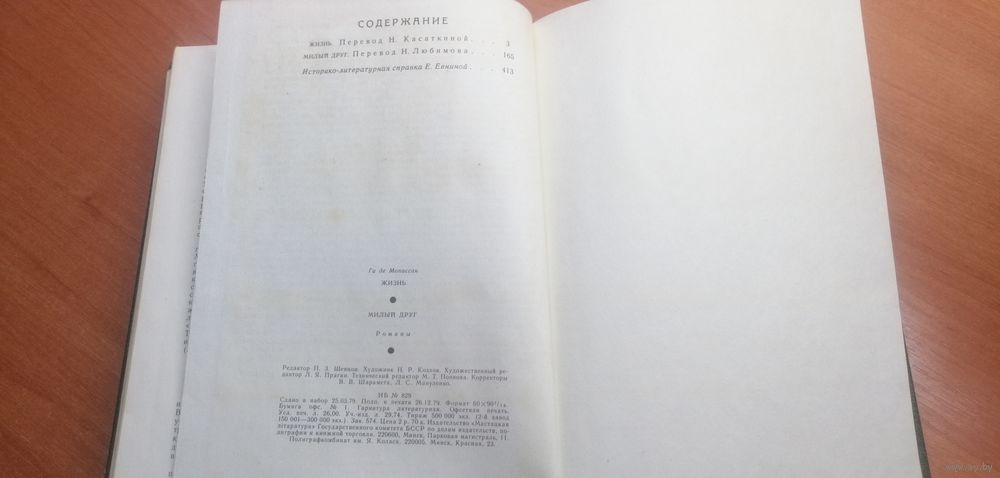 СОДЕРЖАНИЕ
ЖИЗНЬ. Перевод Н. Касаткиной . . . 3
МИЛЫЙ ДРУГ. Перевод Н. Любимова . . . 165
Историко-литературная справка Е. Евниной . . . 413
Ги де Мопассан
ЖИЗНЬ
●
МИЛЫЙ ДРУГ
Романы
●
Редактор П. З. Шевков. Художник Н. Р. Козлов. Художественный ре-
дактор Л. Я. Прагин. Технический редактор М. Т. Попкова. Корректоры
В. В. Шарамета, Л. С. Мануленко.
ИБ № 829
Сдано в набор 25.05.79. Подп. к печати 26.12.79. Формат 60×90¹/₁₆.
Бумага офс. № 1. Гарнитура литературная. Офсетная печать.
Усл. печ. л. 26,00. Уч.-изд. л. 29,74. Тираж 500 000 экз. (2-й завод
150 001—300 000 экз.). Зак. 574. Цена 2 р. 70 к. Издательство «Мастацкая
літаратура» Государственного комитета БССР по делам издательств, по-
лиграфии и книжной торговли. 220600, Минск, Парковая магистраль, 11.
Полиграфкомбинат им. Я. Коласа, 220005, Минск, Красная, 23.